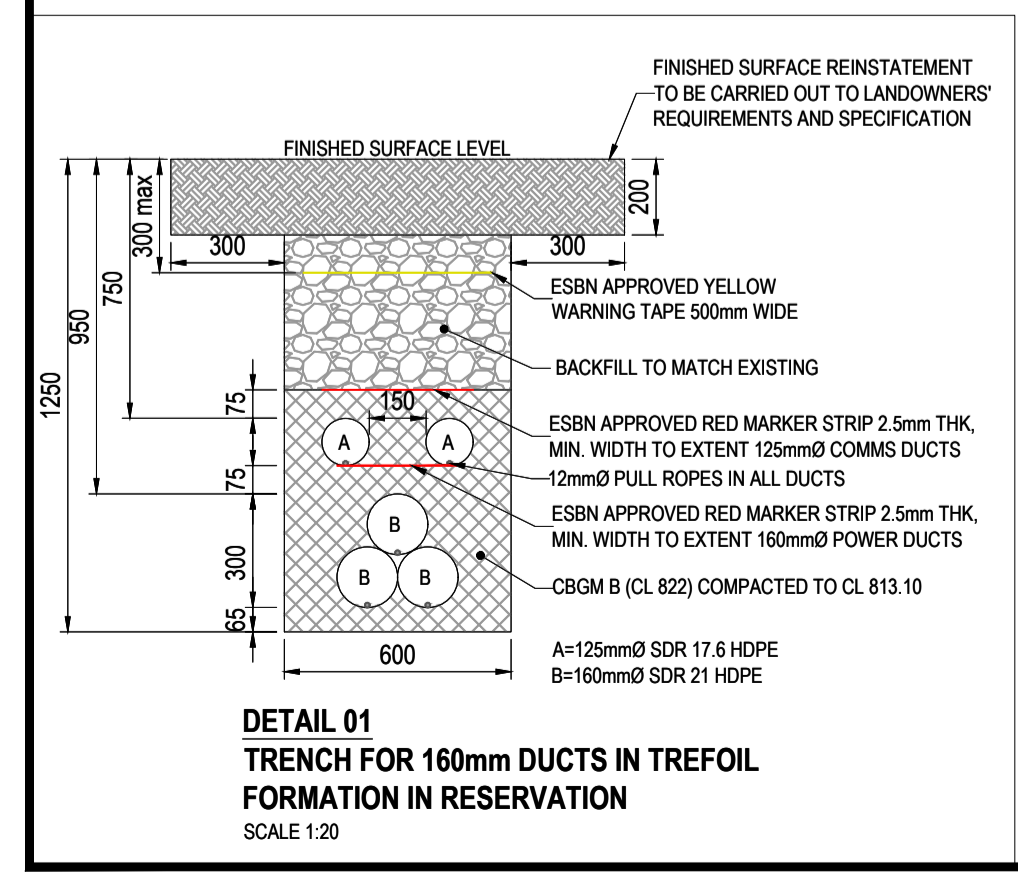 FINISHED SURFACE REINSTATEMENT
TO BE CARRIED OUT TO LANDOWNERS'
REQUIREMENTS AND SPECIFICATION
FINISHED SURFACE LEVEL
200
300 max
300
300
750
950
1250
ESBN APPROVED YELLOW
WARNING TAPE 500mm WIDE
BACKFILL TO MATCH EXISTING
75
150
A
A
ESBN APPROVED RED MARKER STRIP 2.5mm THK,
MIN. WIDTH TO EXTENT 125mmØ COMMS DUCTS
75
12mmØ PULL ROPES IN ALL DUCTS
ESBN APPROVED RED MARKER STRIP 2.5mm THK,
MIN. WIDTH TO EXTENT 160mmØ POWER DUCTS
B
B
B
300
CBGM B (CL 822) COMPACTED TO CL 813.10
65
600
A=125mmØ SDR 17.6 HDPE
B=160mmØ SDR 21 HDPE
DETAIL 01
TRENCH FOR 160mm DUCTS IN TREFOIL
FORMATION IN RESERVATION
SCALE 1:20